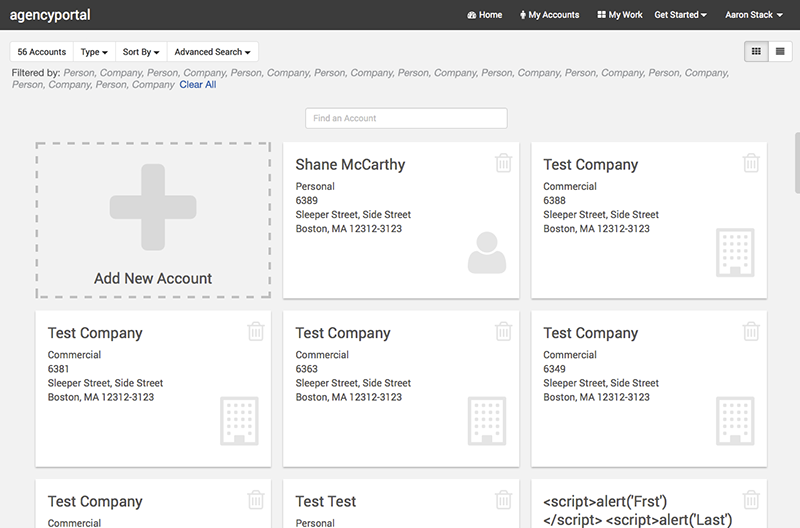 agencyportal
Home My Accounts My Work Get Started Aaron Stack
56 Accounts Type Sort By Advanced Search
Filtered by: Person, Company, Person, Company, Person, Company, Person, Company, Person, Company, Person, Company, Person, Company, Person, Company,
Person, Company, Person, Company Clear All
Find an Account
Add New Account
Shane McCarthy
Personal
6389
Sleeper Street, Side Street
Boston, MA 12312-3123
Test Company
Commercial
6388
Sleeper Street, Side Street
Boston, MA 12312-3123
Test Company
Commercial
6381
Sleeper Street, Side Street
Boston, MA 12312-3123
Test Company
Commercial
6363
Sleeper Street, Side Street
Boston, MA 12312-3123
Test Company
Commercial
6349
Sleeper Street, Side Street
Boston, MA 12312-3123
Test Company
Commercial
Test Test
Personal
<script>alert('Frst')
</script> <script>alert('Last')